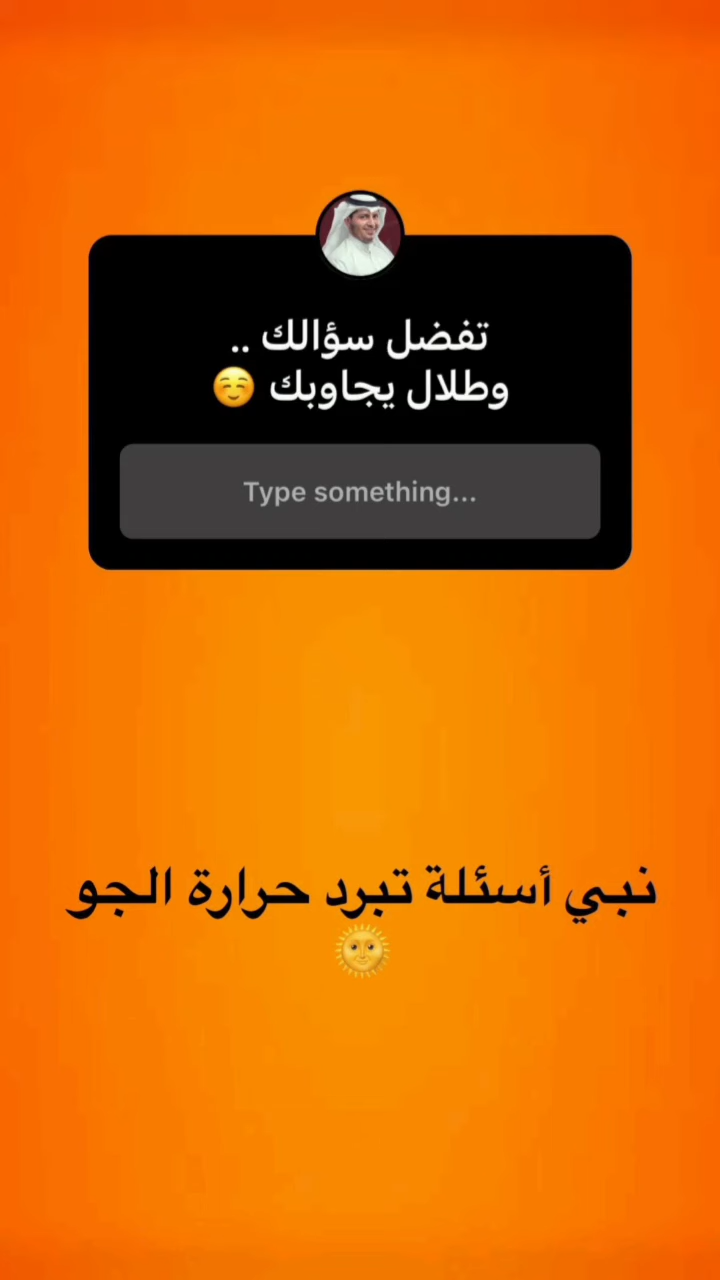 تفضل سؤالك ..
وطلال يجاوبك ☺️
Type something...
نبي أسئلة تبرد حرارة الجو
🌞